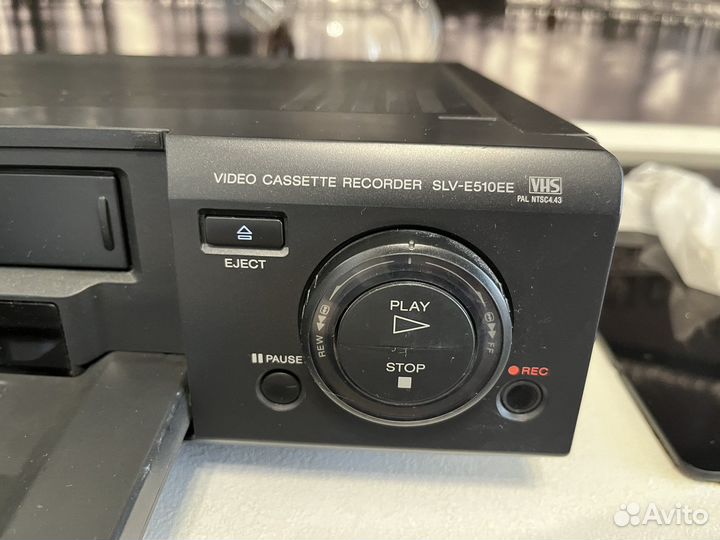 VIDEO CASSETTE RECORDER SLV-E510EE VHS
PAL NTSC4.43
EJECT
PLAY
REW
FF
STOP
PAUSE
REC
Avito